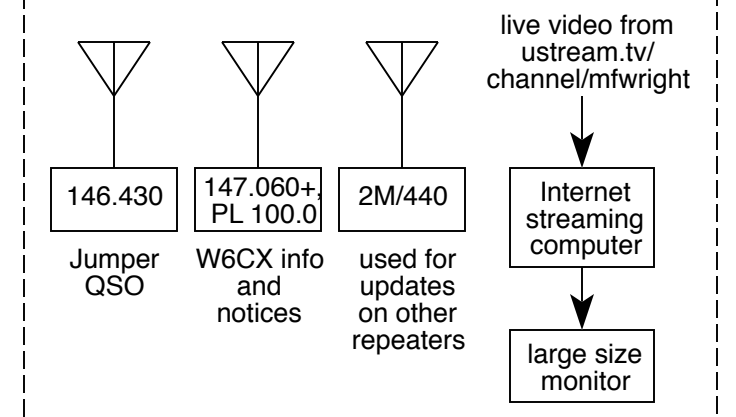 live video from
ustream.tv/
channel/mfwright
146.430
147.060+,
PL 100.0
2M/440
Internet
streaming
computer
Jumper
QSO
W6CX info
and
notices
used for
updates
on other
repeaters
large size
monitor